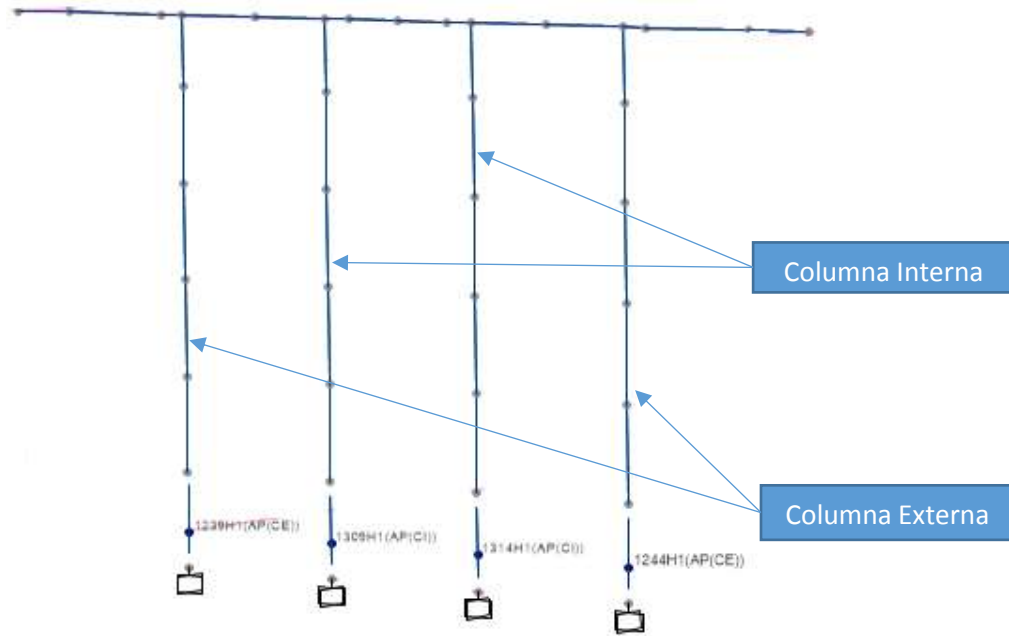 Columna Interna
Columna Externa
1239H1(AP(CE))
1309H1(AP(CI))
1314H1(AP(CI))
1244H1(AP(CE))